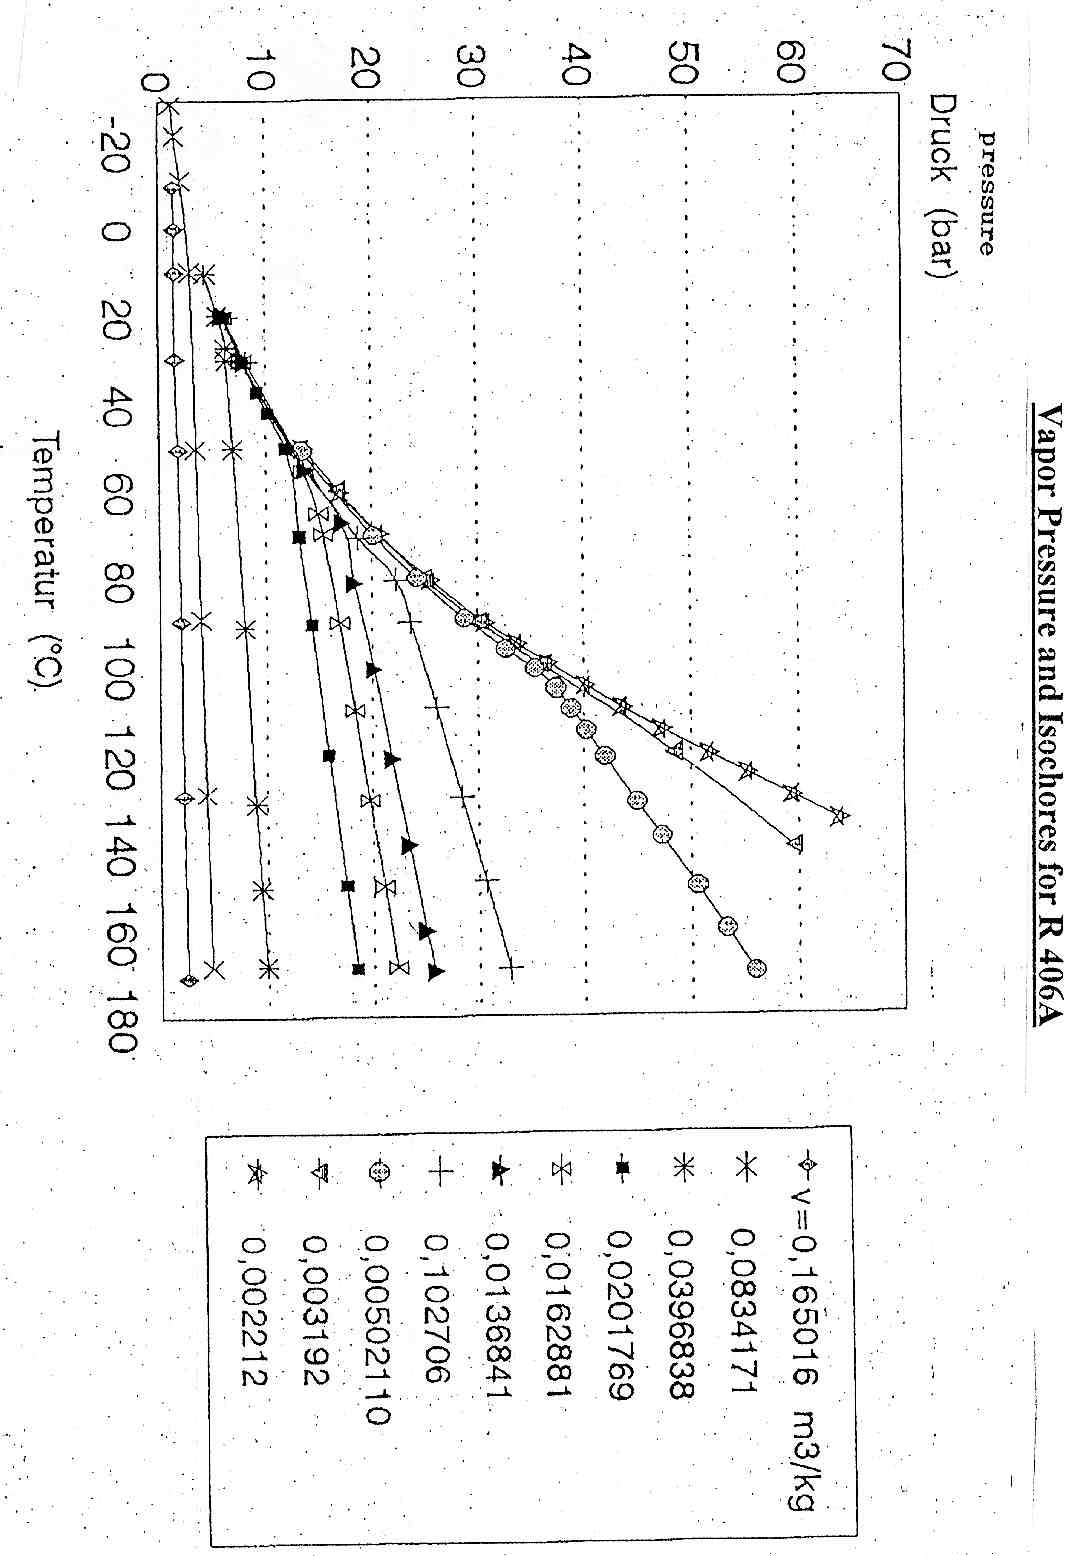 Vapor Pressure and Isochores for R 406A
pressure
Druck (bar)
70
60
50
40
30
20
10
0
-20 0 20 40 60 80 100 120 140 160 180
Temperatur (°C)
v=0,165016 m3/kg
0,0834171
0,0396838
0,0201769
0,0162881
0,0136841
0,102706
0,00502110
0,003192
0,002212